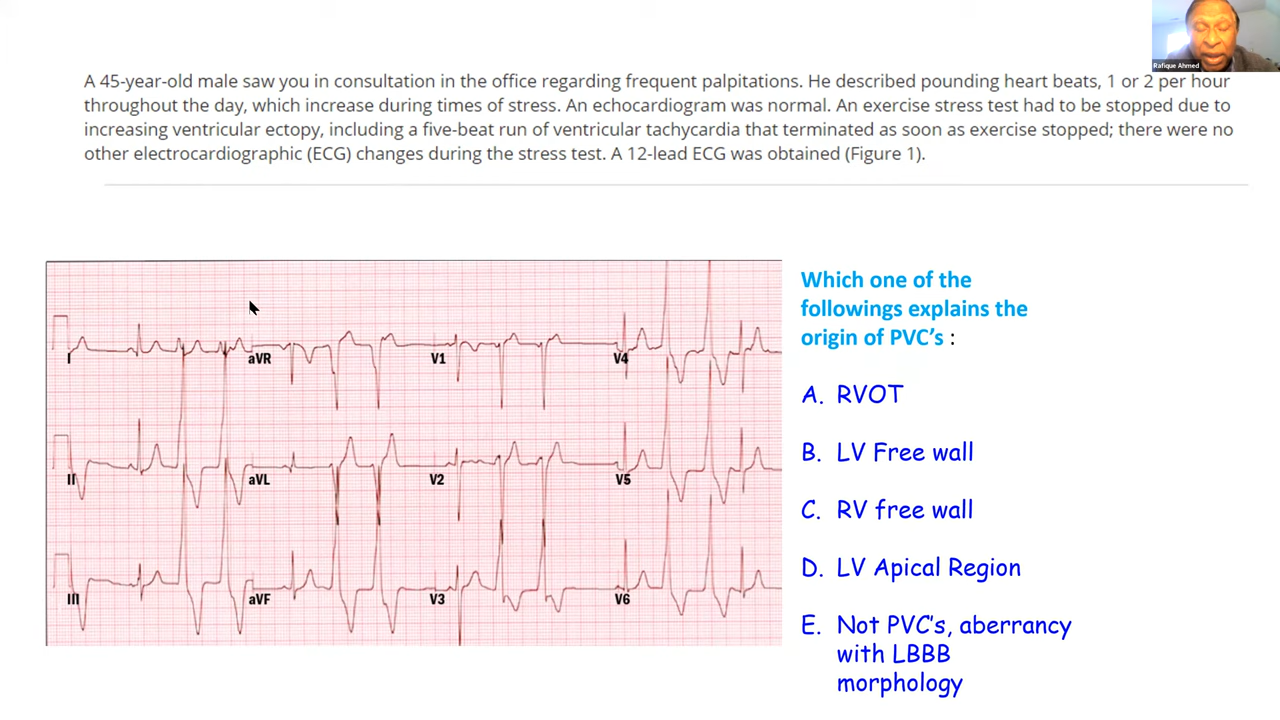 Rafique Ahmed
A 45-year-old male saw you in consultation in the office regarding frequent palpitations. He described pounding heart beats, 1 or 2 per hour
throughout the day, which increase during times of stress. An echocardiogram was normal. An exercise stress test had to be stopped due to
increasing ventricular ectopy, including a five-beat run of ventricular tachycardia that terminated as soon as exercise stopped; there were no
other electrocardiographic (ECG) changes during the stress test. A 12-lead ECG was obtained (Figure 1).
I aVR V1 V4
II aVL V2 V5
III aVF V3 V6
Which one of the
followings explains the
origin of PVC’s :
A. RVOT
B. LV Free wall
C. RV free wall
D. LV Apical Region
E. Not PVC’s, aberrancy
with LBBB
morphology